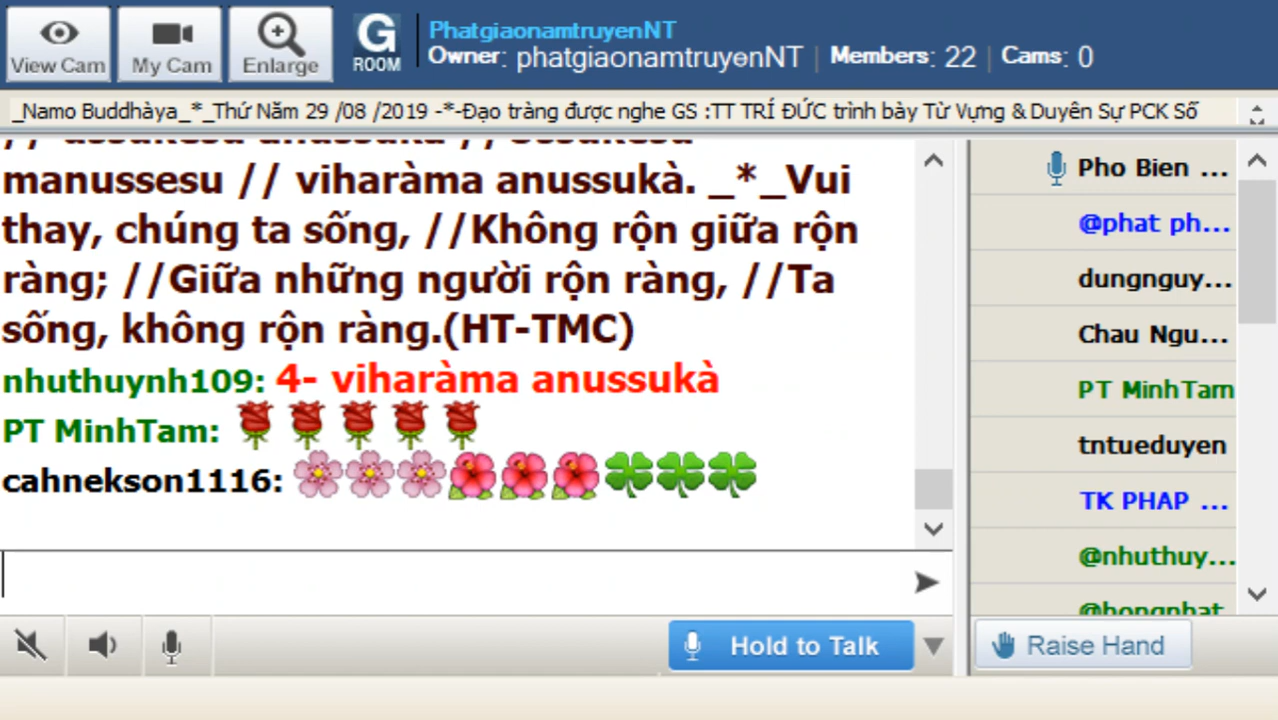 View Cam
My Cam
Enlarge
G
ROOM
PhatgiaonamtruyenNT
Owner: phatgiaonamtruyenNT | Members: 22 | Cams: 0
_Namo Buddhàya_*_Thứ Năm 29 /08 /2019 -*-Đạo tràng được nghe GS :TT TRÍ ĐỨC trình bày Từ Vựng & Duyên Sự PCK Số
manussesu // viharàma anussukà. _*_Vui
thay, chúng ta sống, //Không rộn giữa rộn
ràng; //Giữa những người rộn ràng, //Ta
sống, không rộn ràng.(HT-TMC)
nhuthuynh109: 4- viharàma anussukà
PT MinhTam:
cahnekson1116:
Hold to Talk
Pho Bien ...
@phat ph...
dungnguy...
Chau Ngu...
PT MinhTam
tntueduyen
TK PHAP ...
@nhuthuy...
@hongphat
Raise Hand